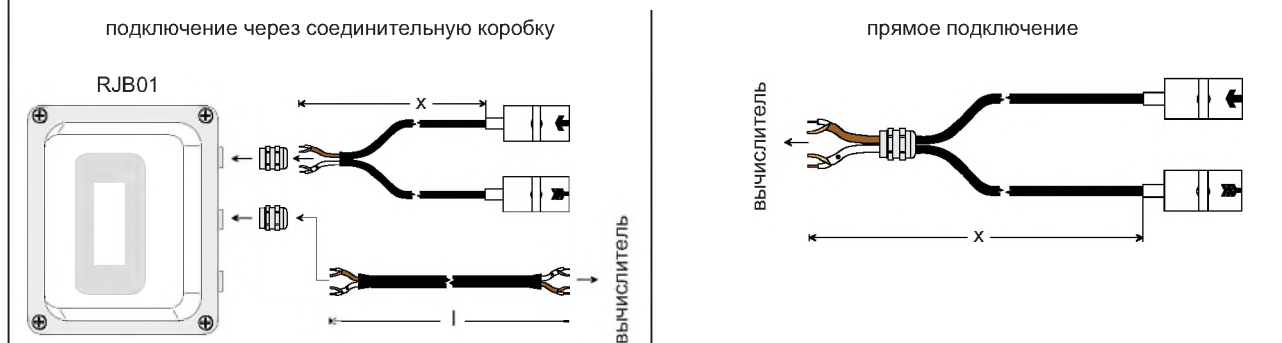 подключение через соединительную коробку
RJB01
x
вычислитель
l
прямое подключение
вычислитель
x